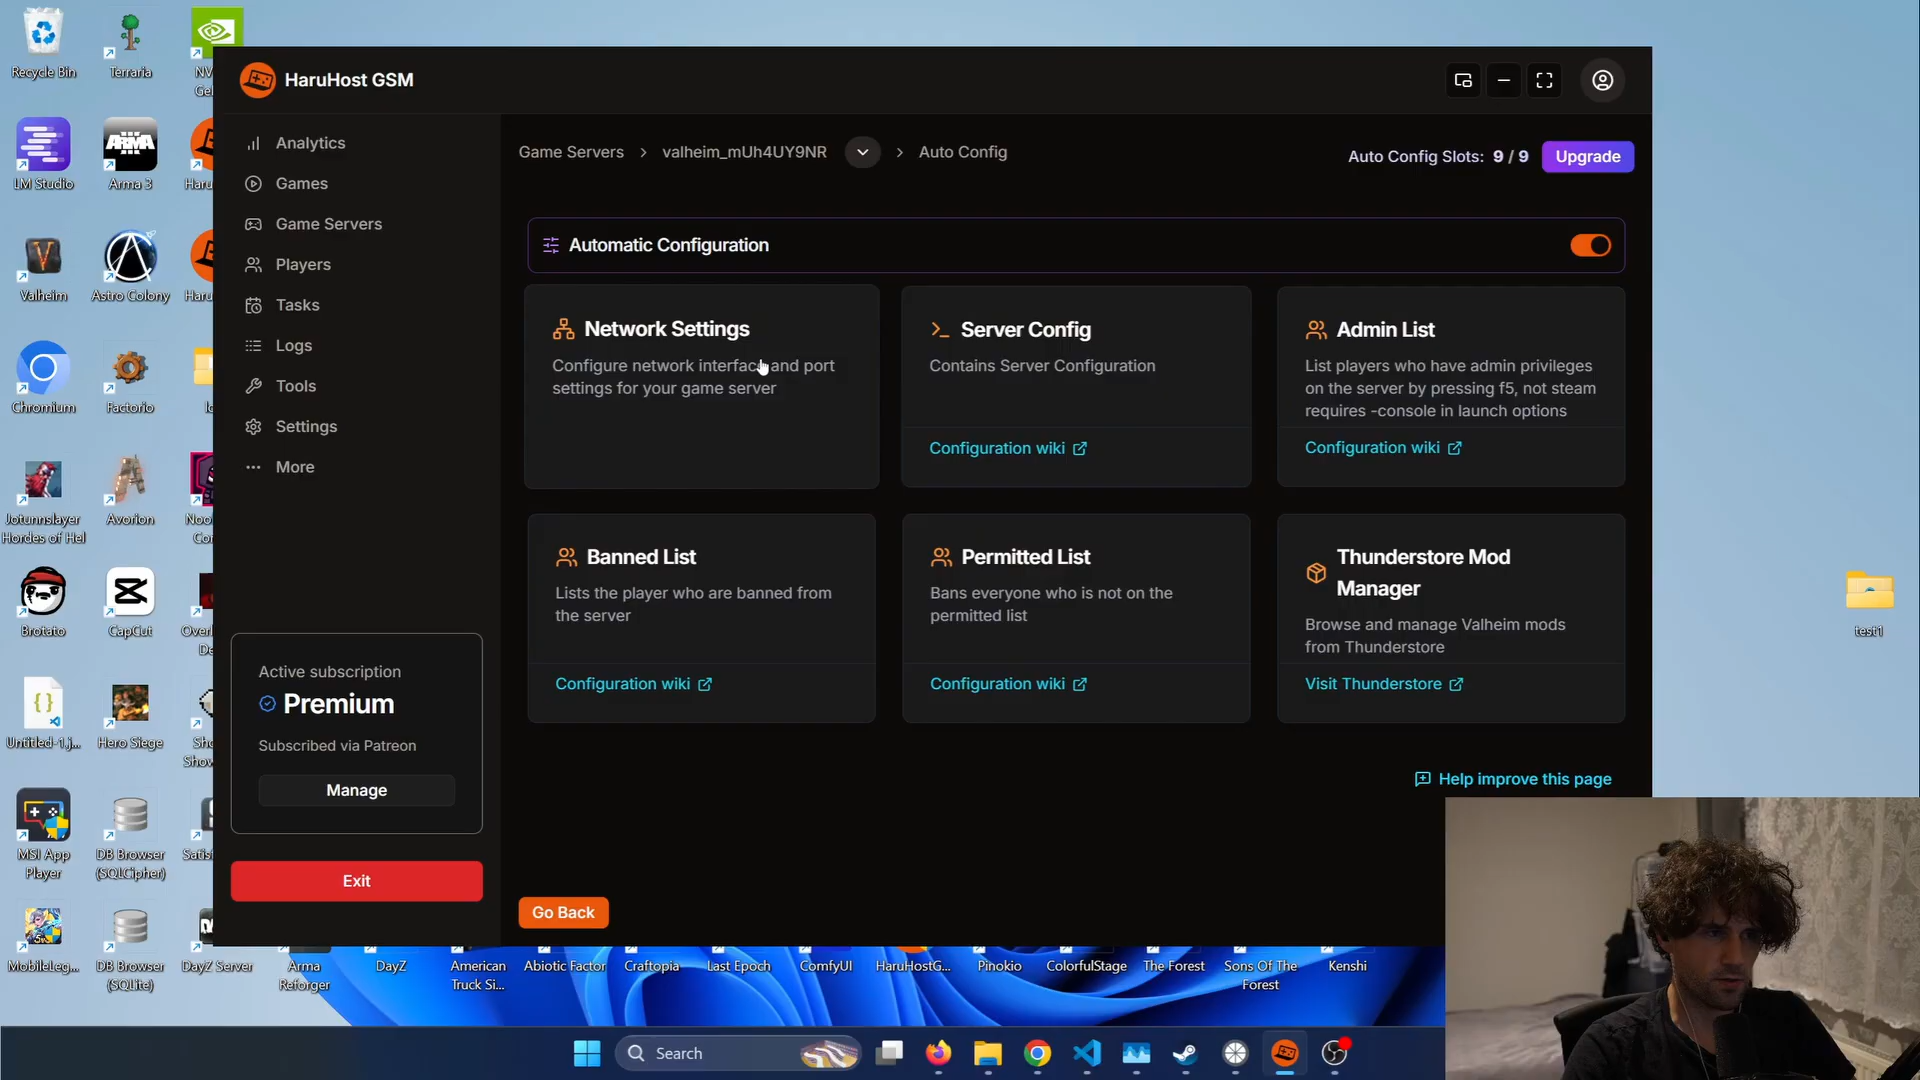 HaruHost GSM
Analytics
Games
Game Servers
Players
Tasks
Logs
Tools
Settings
More
Active subscription
Premium
Subscribed via Patreon
Manage
Exit
Game Servers > valheim_mUh4UY9NR > Auto Config
Auto Config Slots: 9 / 9
Upgrade
Automatic Configuration
Network Settings
Configure network interface and port
settings for your game server
Server Config
Contains Server Configuration
Configuration wiki
Admin List
List players who have admin privileges
on the server by pressing f5, not steam
requires -console in launch options
Configuration wiki
Banned List
Lists the player who are banned from
the server
Configuration wiki
Permitted List
Bans everyone who is not on the
permitted list
Configuration wiki
Thunderstore Mod
Manager
Browse and manage Valheim mods
from Thunderstore
Visit Thunderstore
Help improve this page
Go Back
Recycle Bin
Terraria
LM Studio
ARMA
Arma 3
Valheim
Astro Colony
Chromium
Factorio
Jotunnslayer
Hordes of Hel
Avorion
Brotato
CapCut
Untitled-1.j...
Hero Siege
MSI App
Player
DB Browser
(SQLCipher)
MobileLeg...
DB Browser
(SQLite)
DayZ Server
Arma
Reforger
DayZ
American
Truck Si...
Abiotic Factor
Craftopia
Last Epoch
ComfyUI
HaruHostG...
Pinokio
ColorfulStage
The Forest
Sons Of The
Forest
Kenshi
test1
Search